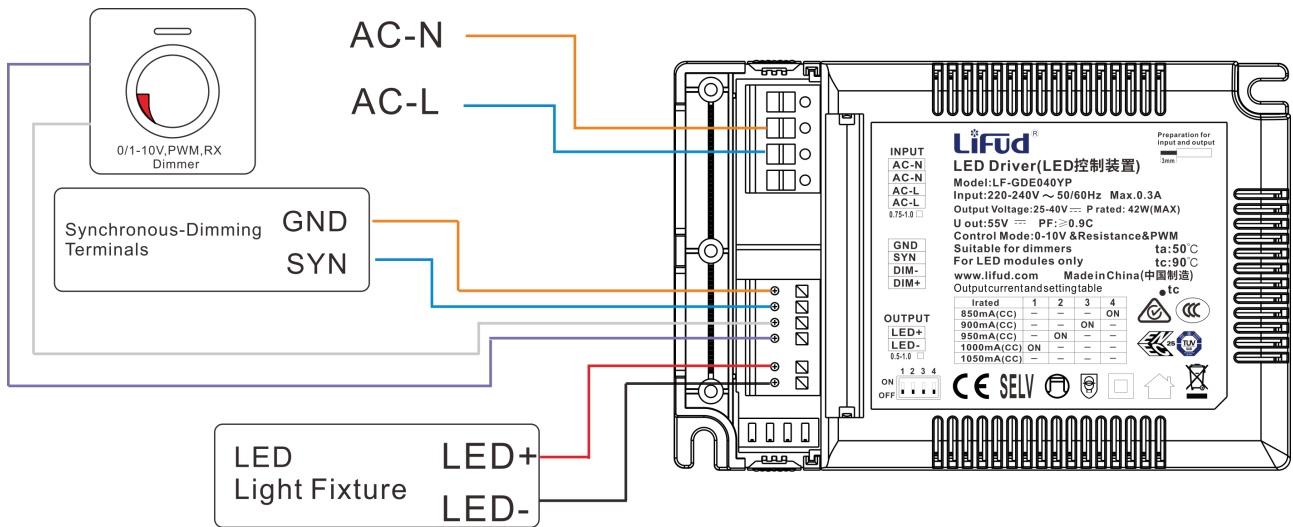 0/1-10V,PWM,RX
Dimmer
AC-N
AC-L
Synchronous-Dimming
Terminals
GND
SYN
LED
Light Fixture
LED+
LED-
INPUT
AC-N
AC-N
AC-L
AC-L
0.75-1.0 □
GND
SYN
DIM-
DIM+
OUTPUT
LED+
LED-
0.5-1.0 □
1 2 3 4
ON
OFF
LiFud®
Preparation for
input and output
3mm
LED Driver(LED控制装置)
Model:LF-GDE040YP
Input:220-240V ~ 50/60Hz Max.0.3A
Output Voltage:25-40V⎓ P rated: 42W(MAX)
U out:55V ⎓ PF:≥0.9C
Control Mode:0-10V &Resistance&PWM
Suitable for dimmers ta:50℃
For LED modules only tc:90℃
www.lifud.com MadeinChina(中国制造)
Outputcurrentandsettingtable
•tc
Irated 1 2 3 4
850mA(CC) – – – ON
900mA(CC) – – ON –
950mA(CC) – ON – –
1000mA(CC) ON – – –
1050mA(CC) – – – –
25
TUV
CE SELV